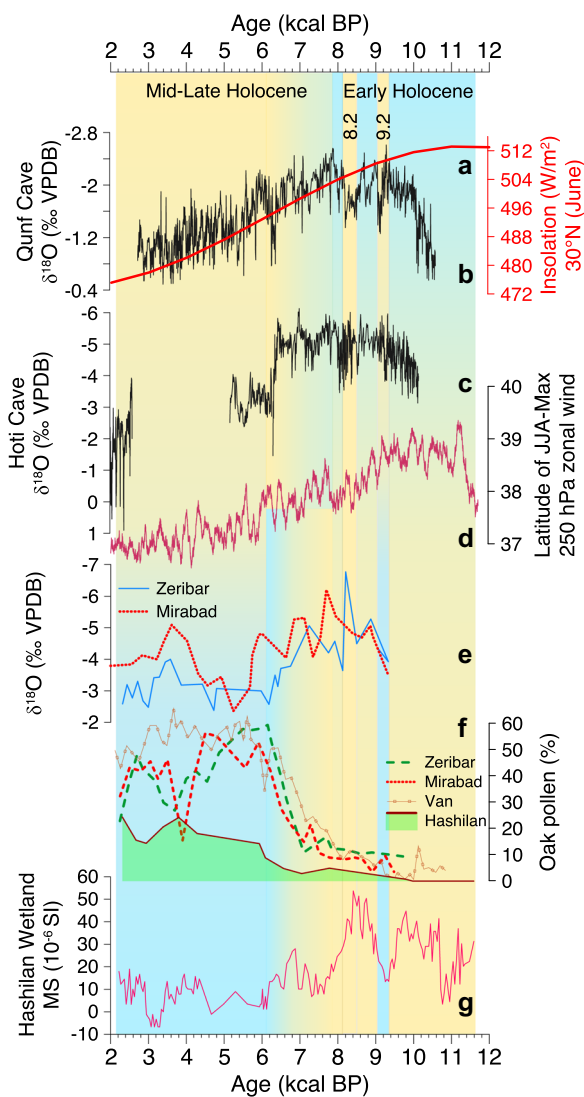 Age (kcal BP)
2 3 4 5 6 7 8 9 10 11 12
Mid-Late Holocene
Early Holocene
8.2
9.2
-2.8
-2
-1.2
-0.4
Qunf Cave
δ18O (‰ VPDB)
a
b
512
504
496
488
480
472
Insolation (W/m2)
30°N (June)
-6
-5
-4
-3
-2
-1
0
1
Hoti Cave
δ18O (‰ VPDB)
c
d
40
39
38
37
Latitude of JJA-Max
250 hPa zonal wind
-7
-6
-5
-4
-3
-2
δ18O (‰ VPDB)
Zeribar
Mirabad
e
f
60
50
40
30
20
10
0
Oak pollen (%)
Zeribar
Mirabad
Van
Hashilan
60
50
40
30
20
10
0
-10
Hashilan Wetland
MS (10-6 SI)
g
2 3 4 5 6 7 8 9 10 11 12
Age (kcal BP)